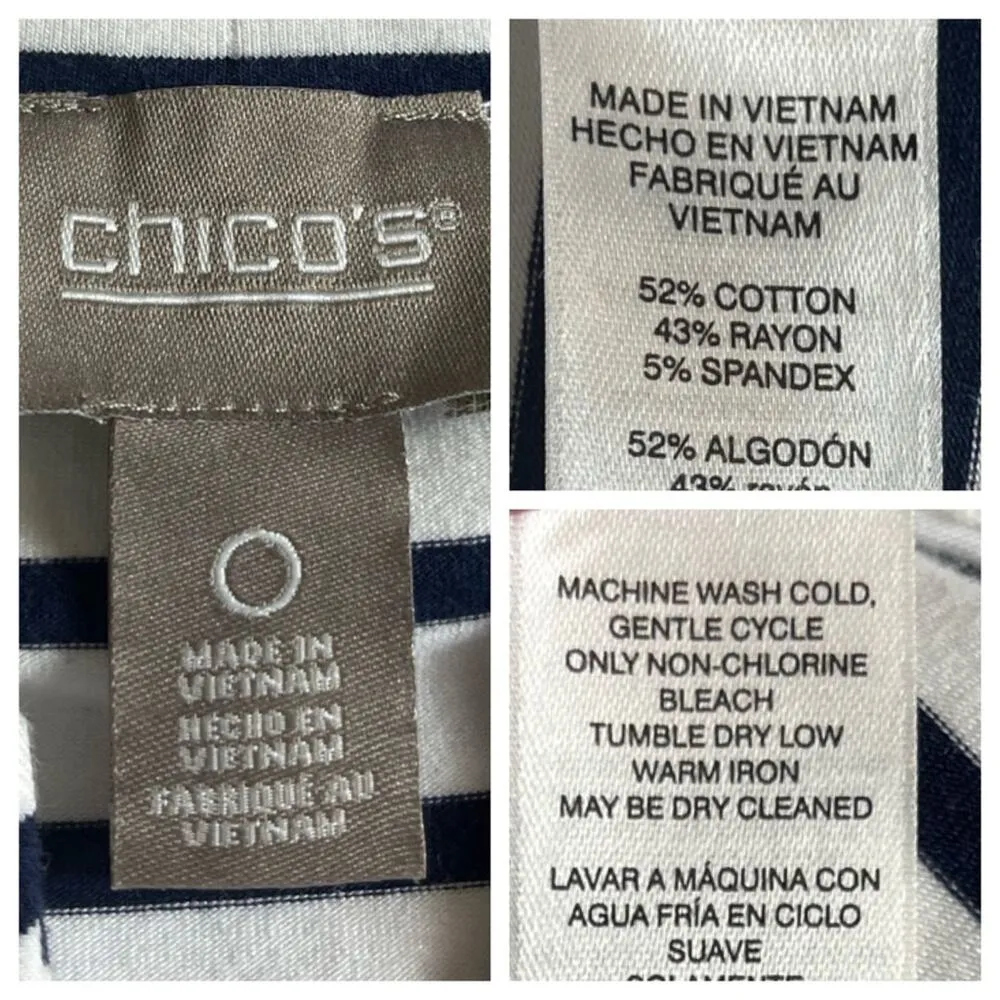 chico's®
O
MADE IN
VIETNAM
HECHO EN
VIETNAM
FABRIQUÉ AU
VIETNAM
MADE IN VIETNAM
HECHO EN VIETNAM
FABRIQUÉ AU
VIETNAM
52% COTTON
43% RAYON
5% SPANDEX
52% ALGODÓN
43% rayón
MACHINE WASH COLD,
GENTLE CYCLE
ONLY NON-CHLORINE
BLEACH
TUMBLE DRY LOW
WARM IRON
MAY BE DRY CLEANED
LAVAR A MÁQUINA CON
AGUA FRÍA EN CICLO
SUAVE